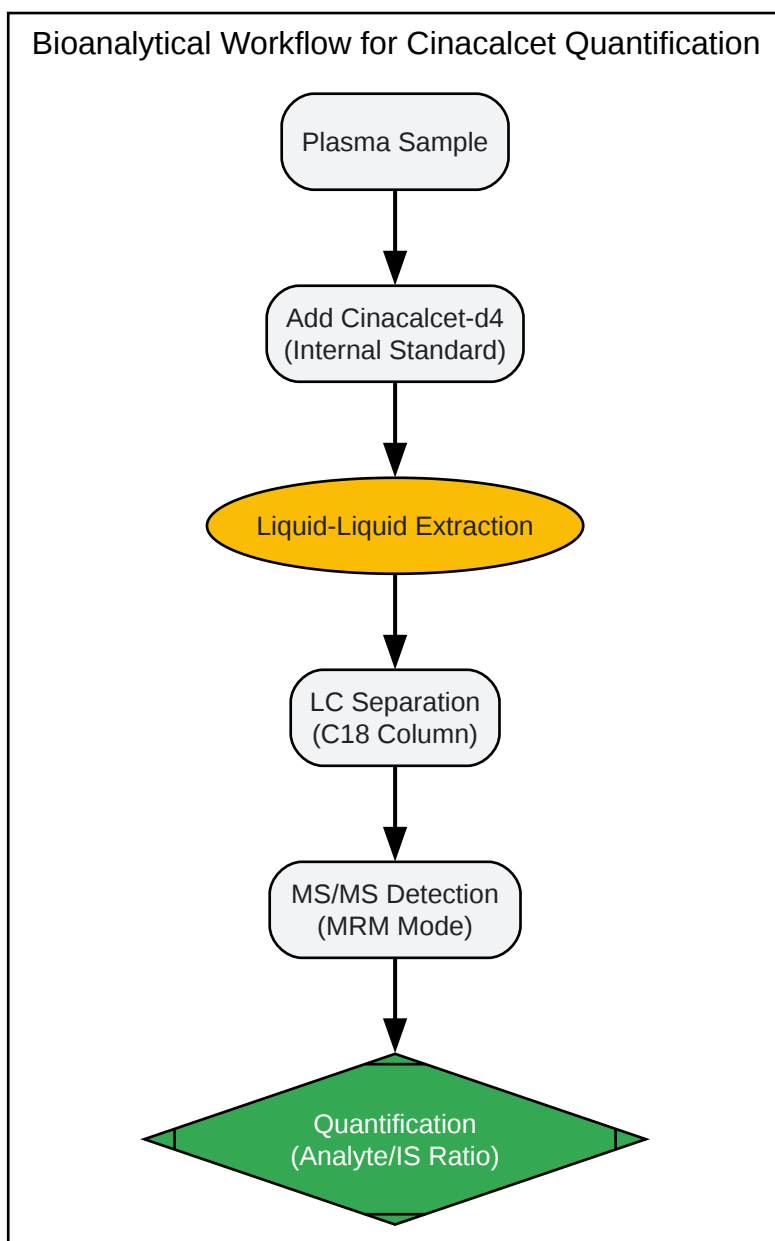 Bioanalytical Workflow for Cinacalcet Quantification
Plasma Sample
Add Cinacalcet-d4
(Internal Standard)
Liquid-Liquid Extraction
LC Separation
(C18 Column)
MS/MS Detection
(MRM Mode)
Quantification
(Analyte/IS Ratio)